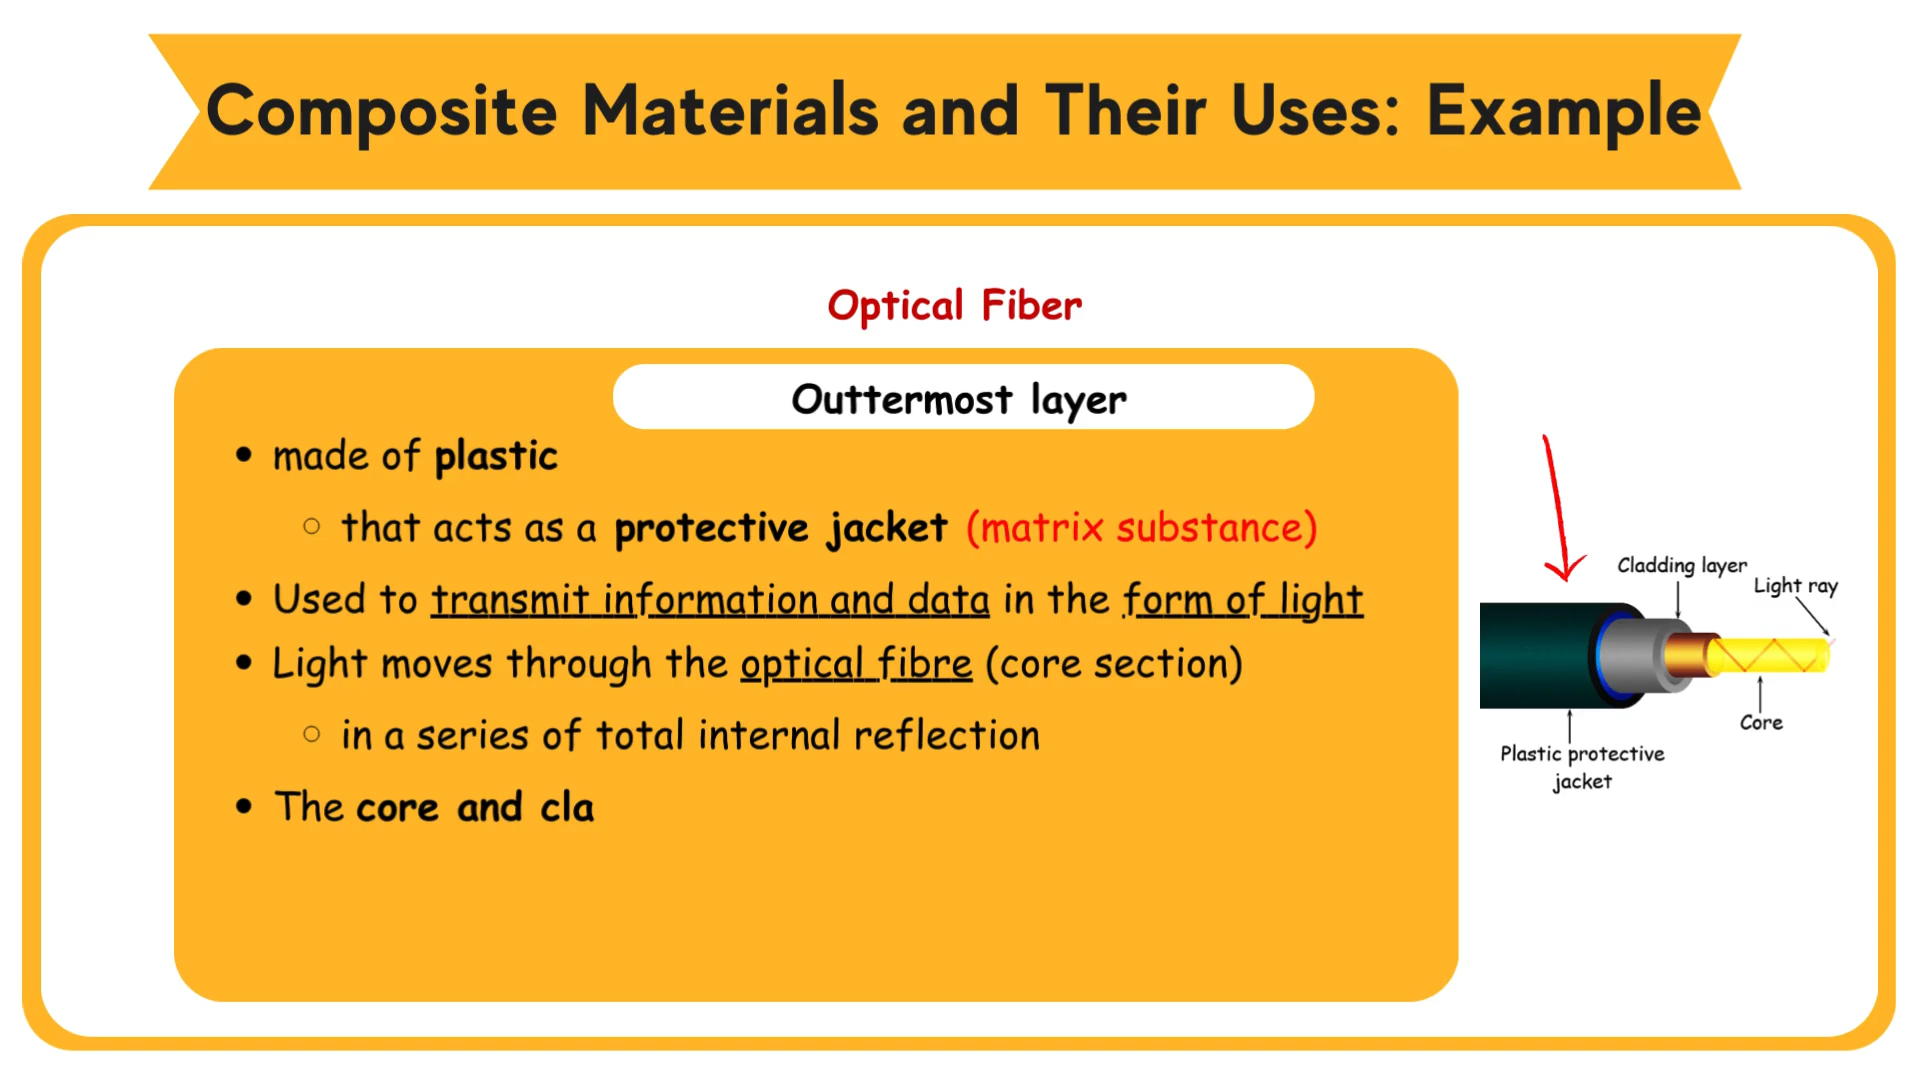 Composite Materials and Their Uses: Example
Optical Fiber
Outtermost layer
• made of plastic
○ that acts as a protective jacket (matrix substance)
• Used to transmit information and data in the form of light
• Light moves through the optical fibre (core section)
○ in a series of total internal reflection
• The core and cla
Cladding layer
Light ray
Core
Plastic protective
jacket